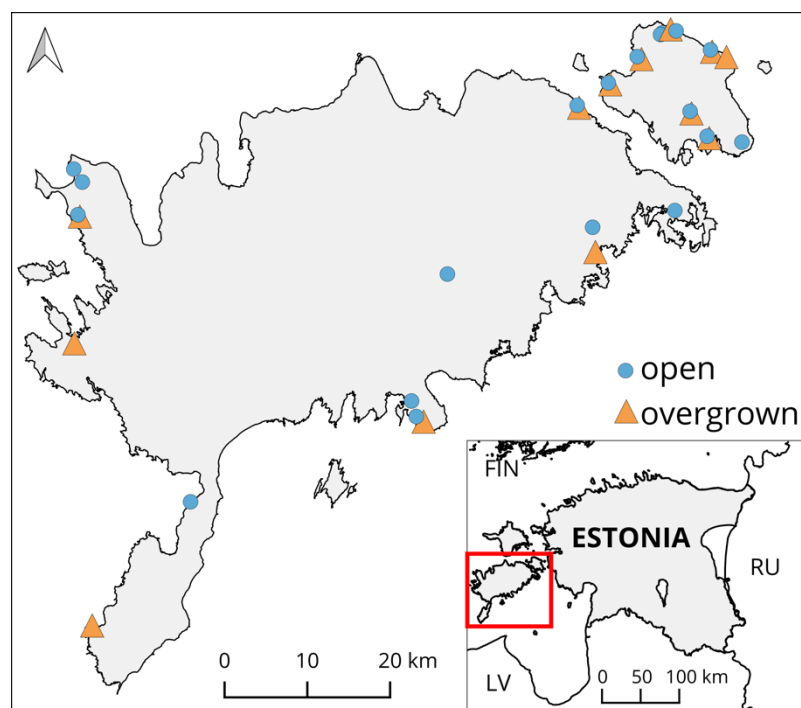 open
overgrown
FIN
ESTONIA
RU
LV
0 10 20 km
0 50 100 km